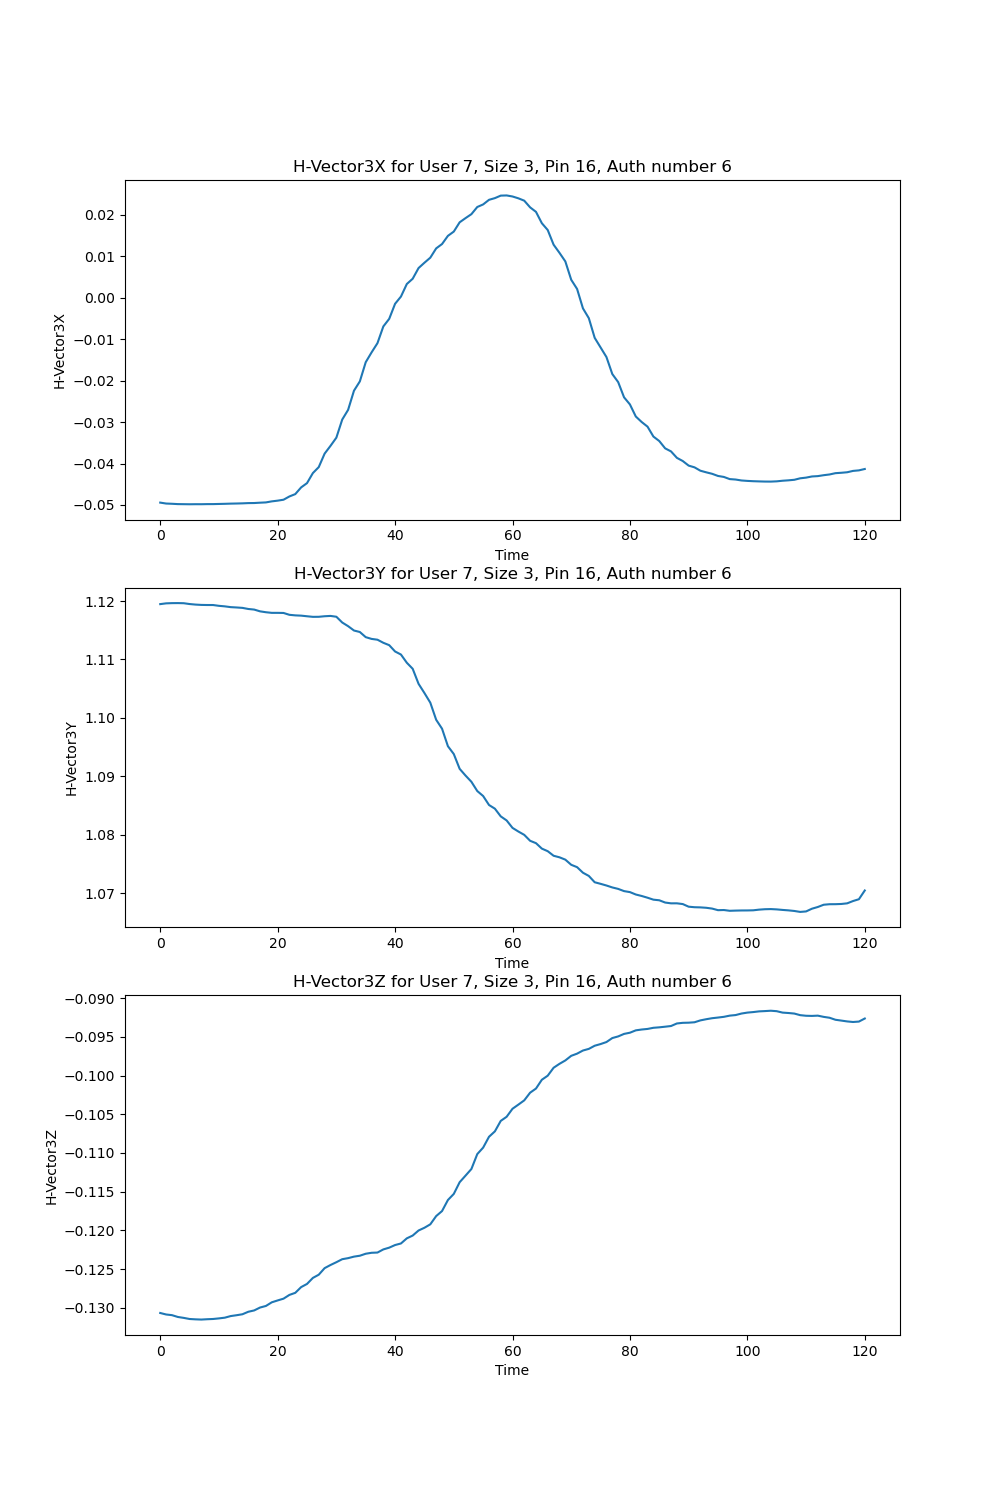 H-Vector3X for User 7, Size 3, Pin 16, Auth number 6
0.02
0.01
0.00
−0.01
−0.02
−0.03
−0.04
−0.05
H-Vector3X
0 20 40 60 80 100 120
Time
H-Vector3Y for User 7, Size 3, Pin 16, Auth number 6
1.12
1.11
1.10
1.09
1.08
1.07
H-Vector3Y
0 20 40 60 80 100 120
Time
H-Vector3Z for User 7, Size 3, Pin 16, Auth number 6
−0.090
−0.095
−0.100
−0.105
−0.110
−0.115
−0.120
−0.125
−0.130
H-Vector3Z
0 20 40 60 80 100 120
Time